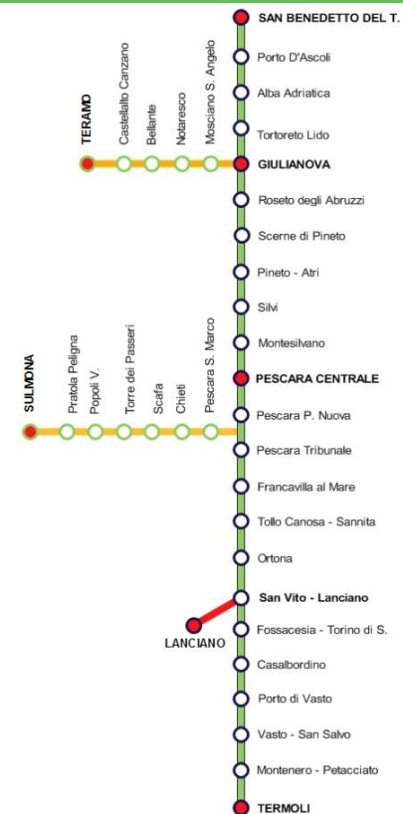 SAN BENEDETTO DEL T.
Porto D'Ascoli
Alba Adriatica
Tortoreto Lido
GIULIANOVA
TERAMO
Castellalto Canzano
Bellante
Notaresco
Mosciano S. Angelo
Roseto degli Abruzzi
Scerne di Pineto
Pineto - Atri
Silvi
Montesilvano
PESCARA CENTRALE
Pescara P. Nuova
SULMONA
Pratola Peligna
Popoli V.
Torre dei Passeri
Scafa
Chieti
Pescara S. Marco
Pescara Tribunale
Francavilla al Mare
Tollo Canosa - Sannita
Ortona
San Vito - Lanciano
LANCIANO
Fossacesia - Torino di S.
Casalbordino
Porto di Vasto
Vasto - San Salvo
Montenero - Petacciato
TERMOLI